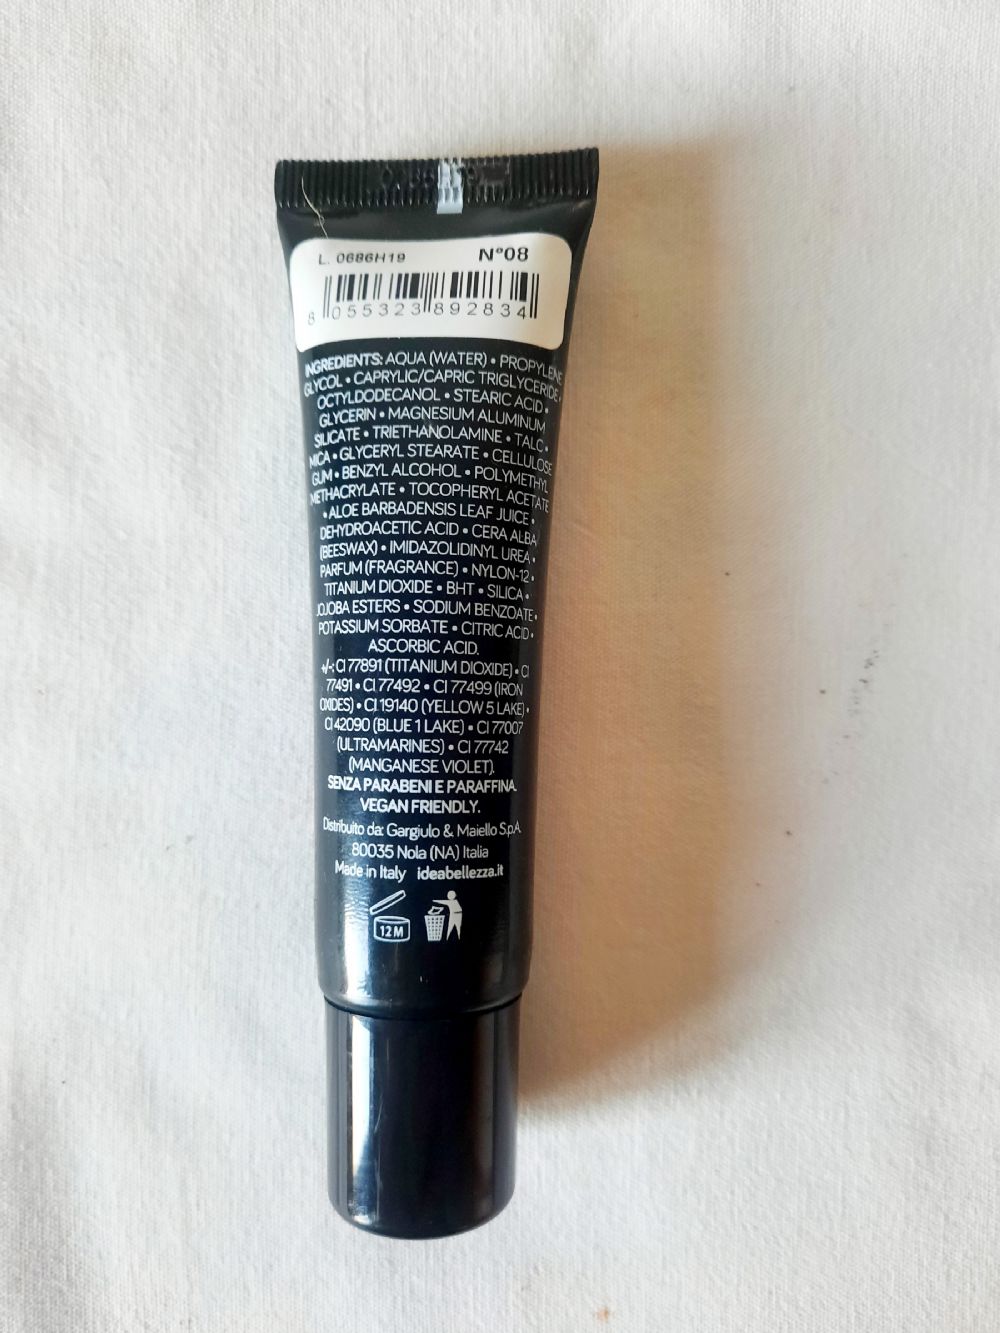 L. 0686H19 N°08
8 055323 892834
INGREDIENTS: AQUA (WATER) • PROPYLENE
GLYCOL • CAPRYLIC/CAPRIC TRIGLYCERIDE •
OCTYLDODECANOL • STEARIC ACID •
GLYCERIN • MAGNESIUM ALUMINUM
SILICATE • TRIETHANOLAMINE • TALC •
MICA • GLYCERYL STEARATE • CELLULOSE
GUM • BENZYL ALCOHOL • POLYMETHYL
METHACRYLATE • TOCOPHERYL ACETATE
• ALOE BARBADENSIS LEAF JUICE •
DEHYDROACETIC ACID • CERA ALBA
(BEESWAX) • IMIDAZOLIDINYL UREA •
PARFUM (FRAGRANCE) • NYLON-12 •
TITANIUM DIOXIDE • BHT • SILICA •
JOJOBA ESTERS • SODIUM BENZOATE •
POTASSIUM SORBATE • CITRIC ACID •
ASCORBIC ACID.
+/-: CI 77891 (TITANIUM DIOXIDE) • CI
77491 • CI 77492 • CI 77499 (IRON
OXIDES) • CI 19140 (YELLOW 5 LAKE) •
CI 42090 (BLUE 1 LAKE) • CI 77007
(ULTRAMARINES) • CI 77742
(MANGANESE VIOLET).
SENZA PARABENI E PARAFFINA.
VEGAN FRIENDLY.
Distribuito da: Gargiulo & Maiello S.p.A.
80035 Nola (NA) Italia
Made in Italy ideabellezza.it
12 M